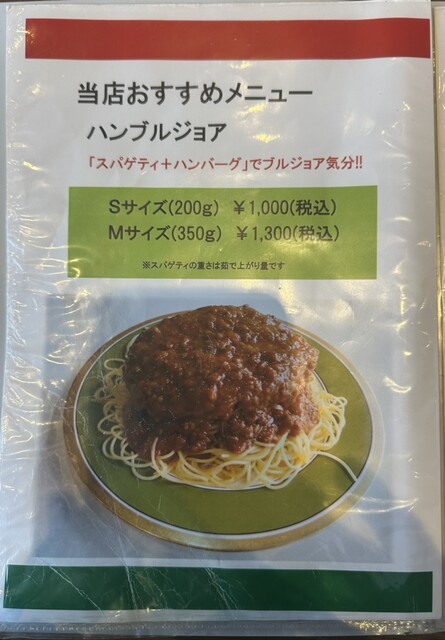 当店おすすめメニュー
ハンブルジョア
「スパゲティ＋ハンバーグ」でブルジョア気分!!
Sサイズ(200g) ￥1,000(税込)
Mサイズ(350g) ￥1,300(税込)
※スパゲティの重さは茹で上がり量です